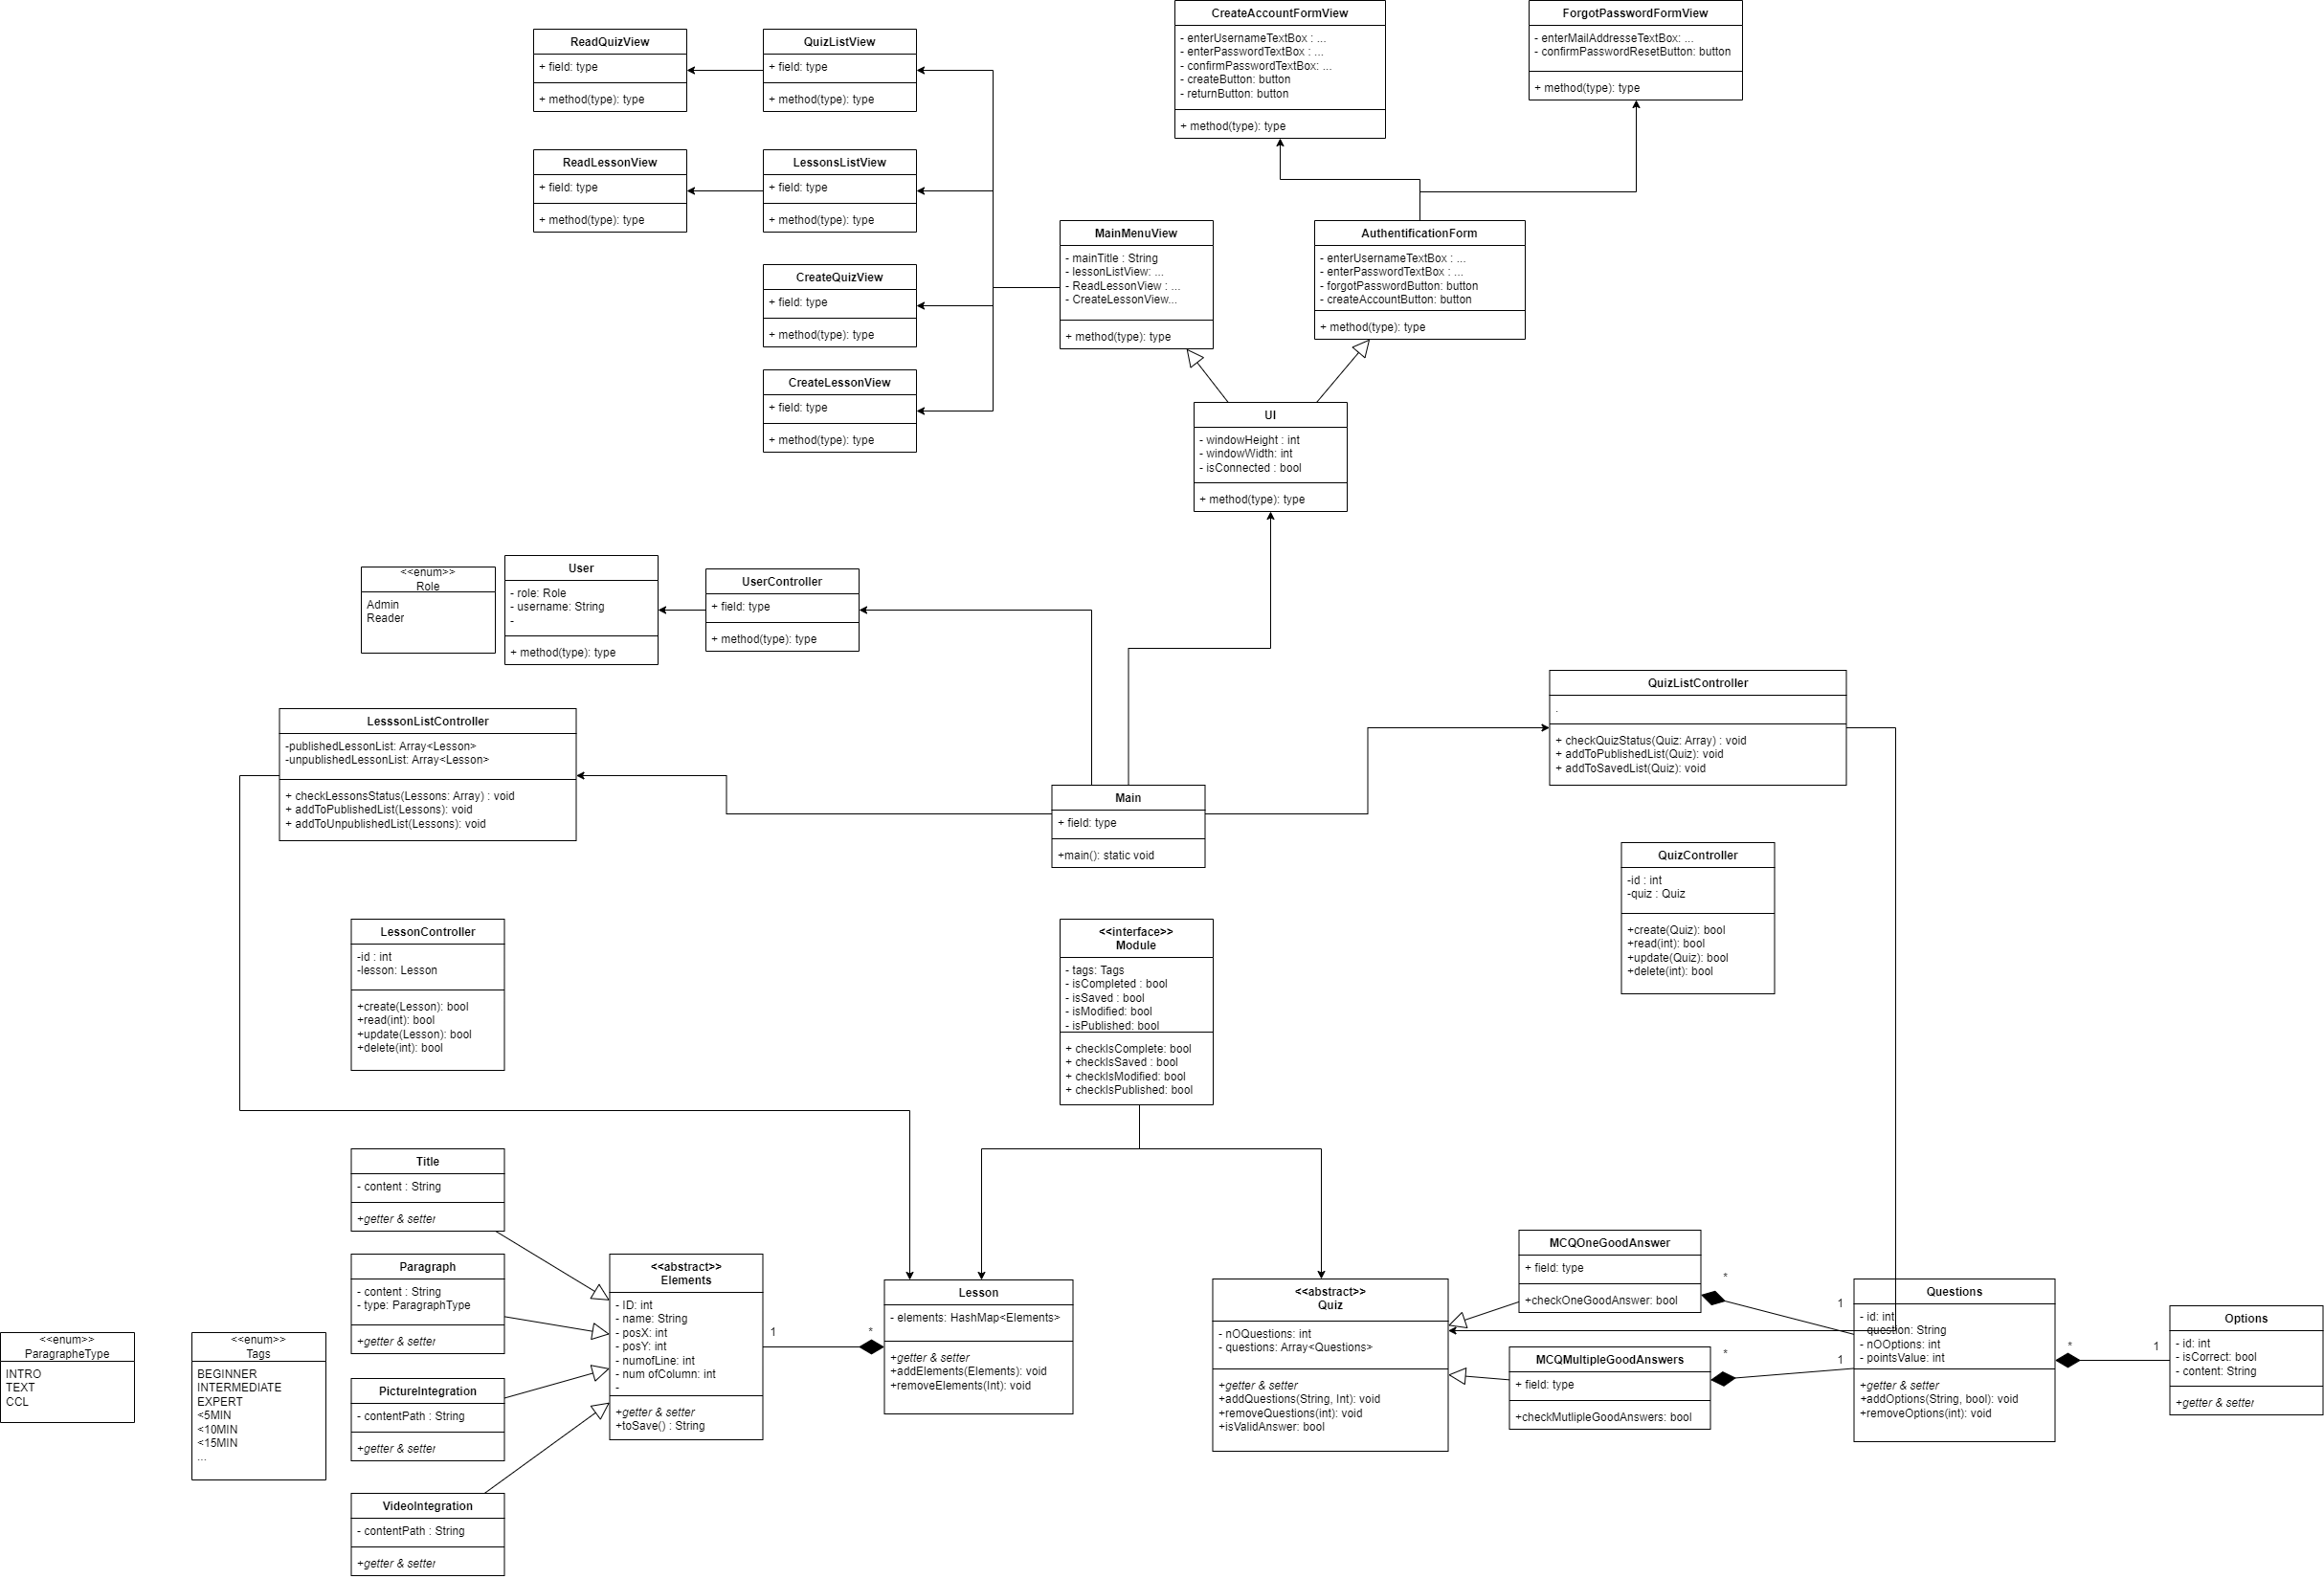 CreateAccountFormView
- enterUsernameTextBox : ...
- enterPasswordTextBox : ...
- confirmPasswordTextBox: ...
- createButton: button
- returnButton: button
+ method(type): type
ForgotPasswordFormView
- enterMailAddresseTextBox: ...
- confirmPasswordResetButton: button
+ method(type): type
ReadQuizView
+ field: type
+ method(type): type
QuizListView
+ field: type
+ method(type): type
ReadLessonView
+ field: type
+ method(type): type
LessonsListView
+ field: type
+ method(type): type
MainMenuView
- mainTitle : String
- lessonListView: ...
- ReadLessonView : ...
- CreateLessonView...
+ method(type): type
AuthentificationForm
- enterUsernameTextBox : ...
- enterPasswordTextBox : ...
- forgotPasswordButton: button
- createAccountButton: button
+ method(type): type
CreateQuizView
+ field: type
+ method(type): type
CreateLessonView
+ field: type
+ method(type): type
UI
- windowHeight : int
- windowWidth: int
- isConnected : bool
+ method(type): type
<<enum>>
Role
Admin
Reader
User
- role: Role
- username: String
-
+ method(type): type
UserController
+ field: type
+ method(type): type
QuizListController
.
+ checkQuizStatus(Quiz: Array) : void
+ addToPublishedList(Quiz): void
+ addToSavedList(Quiz): void
LesssonListController
-publishedLessonList: Array<Lesson>
-unpublishedLessonList: Array<Lesson>
+ checkLessonsStatus(Lessons: Array) : void
+ addToPublishedList(Lessons): void
+ addToUnpublishedList(Lessons): void
Main
+ field: type
+main(): static void
QuizController
-id : int
-quiz : Quiz
+create(Quiz): bool
+read(int): bool
+update(Quiz): bool
+delete(int): bool
LessonController
-id : int
-lesson: Lesson
+create(Lesson): bool
+read(int): bool
+update(Lesson): bool
+delete(int): bool
<<interface>>
Module
- tags: Tags
- isCompleted : bool
- isSaved : bool
- isModified: bool
- isPublished: bool
+ checkIsComplete: bool
+ checkIsSaved : bool
+ checkIsModified: bool
+ checkIsPublished: bool
Title
- content : String
+getter & setter
Paragraph
- content : String
- type: ParagraphType
+getter & setter
<<enum>>
ParagrapheType
INTRO
TEXT
CCL
<<enum>>
Tags
BEGINNER
INTERMEDIATE
EXPERT
<5MIN
<10MIN
<15MIN
...
PictureIntegration
- contentPath : String
+getter & setter
VideoIntegration
- contentPath : String
+getter & setter
<<abstract>>
Elements
- ID: int
- name: String
- posX: int
- posY: int
- numofLine: int
- num ofColumn: int
-
+getter & setter
+toSave() : String
1
*
Lesson
- elements: HashMap<Elements>
+getter & setter
+addElements(Elements): void
+removeElements(Int): void
<<abstract>>
Quiz
- nOQuestions: int
- questions: Array<Questions>
+getter & setter
+addQuestions(String, Int): void
+removeQuestions(int): void
+isValidAnswer: bool
MCQOneGoodAnswer
+ field: type
+checkOneGoodAnswer: bool
*
1
MCQMultipleGoodAnswers
+ field: type
+checkMutlipleGoodAnswers: bool
*
1
Questions
- id: int
- question: String
- nOOptions: int
- pointsValue: int
+getter & setter
+addOptions(String, bool): void
+removeOptions(int): void
*
1
Options
- id: int
- isCorrect: bool
- content: String
+getter & setter